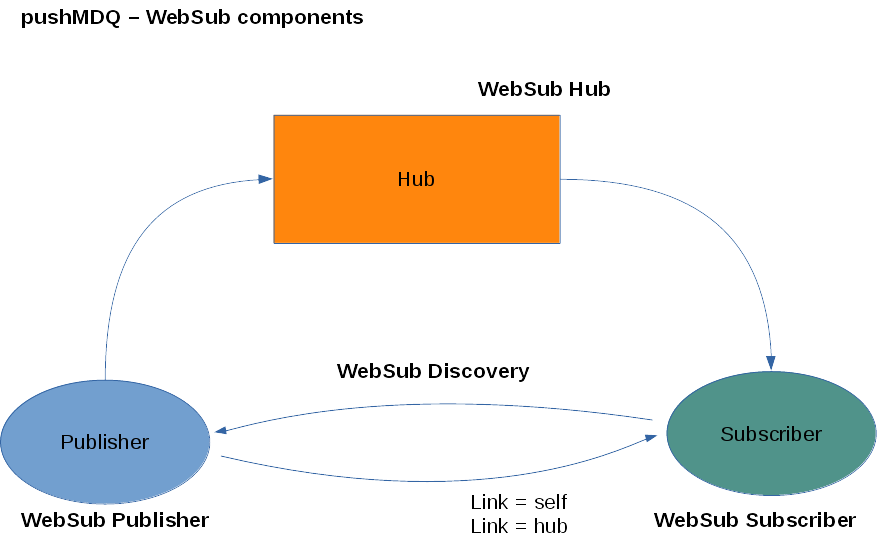 pushMDQ – WebSub components
WebSub Hub
Hub
WebSub Discovery
Publisher
Subscriber
Link = self
Link = hub
WebSub Publisher
WebSub Subscriber